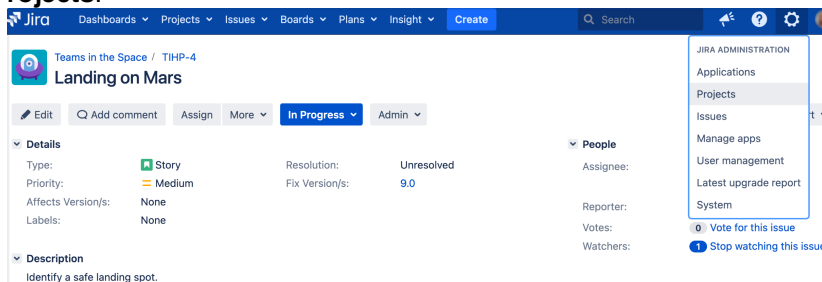 Jira Dashboards Projects Issues Boards Plans Insight Create Search
JIRA ADMINISTRATION
Applications
Projects
Issues
Manage apps
User management
Latest upgrade report
System
Teams in the Space / TIHP-4
Landing on Mars
Edit Add comment Assign More In Progress Admin
Details
Type: Story Resolution: Unresolved
Priority: Medium Fix Version/s: 9.0
Affects Version/s: None
Labels: None
People
Assignee:
Reporter:
Votes: 0 Vote for this issue
Watchers: 1 Stop watching this issue
Description
Identify a safe landing spot.